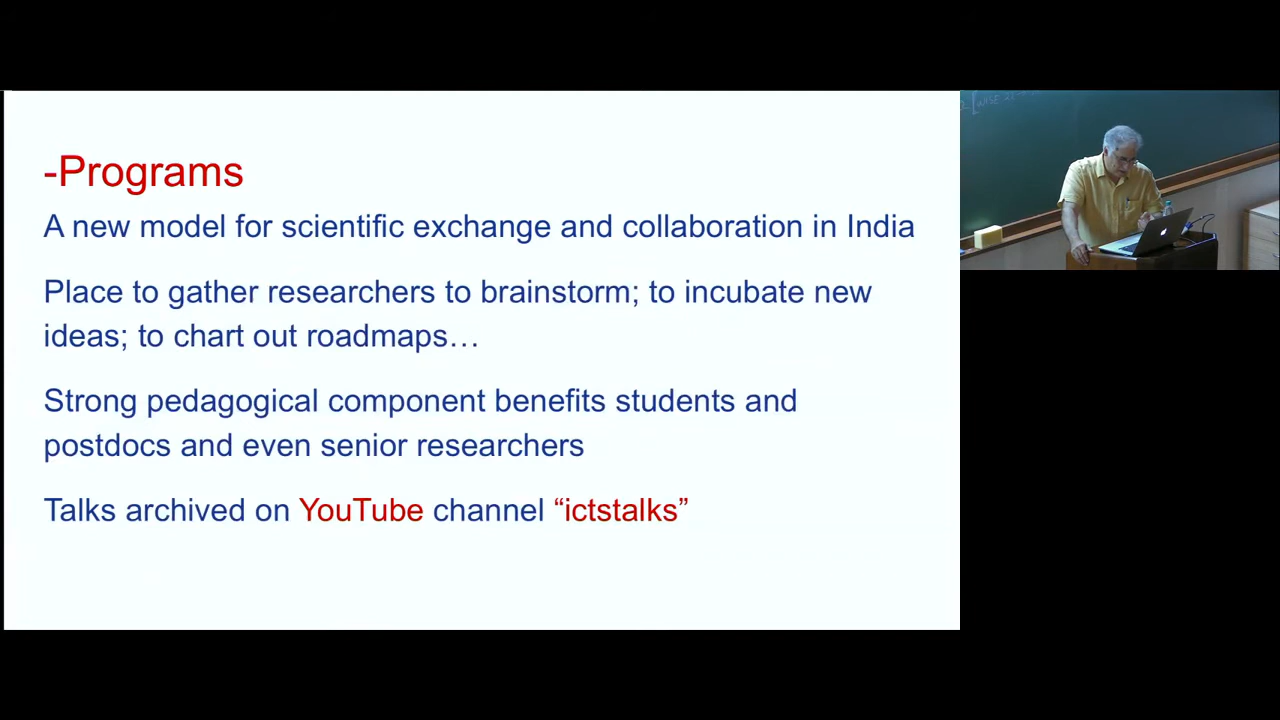 -Programs
A new model for scientific exchange and collaboration in India
Place to gather researchers to brainstorm; to incubate new
ideas; to chart out roadmaps…
Strong pedagogical component benefits students and
postdocs and even senior researchers
Talks archived on YouTube channel “ictstalks”